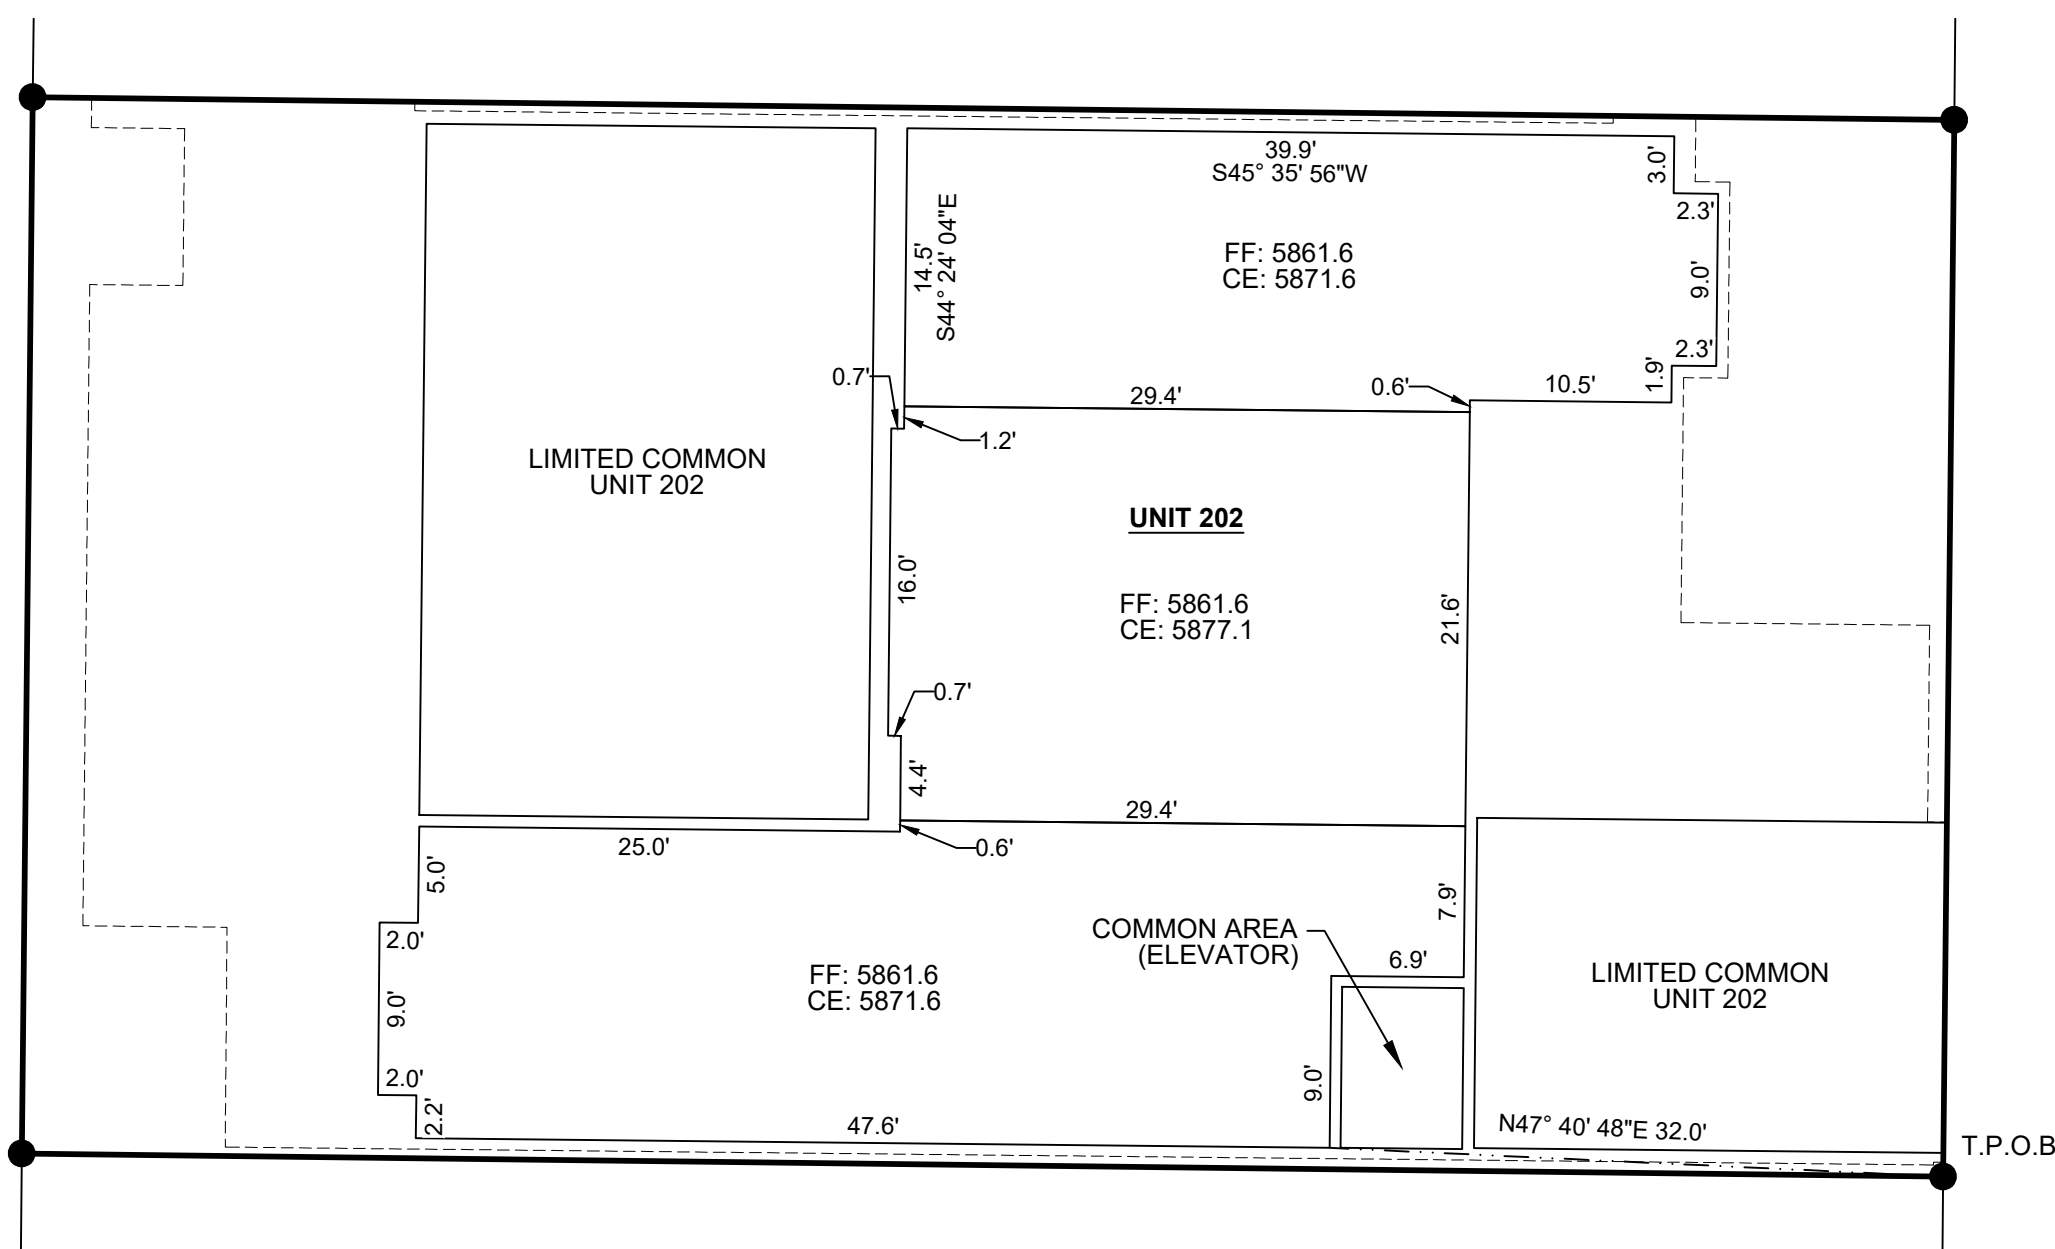 39.9'
S45° 35' 56"W
3.0'
2.3'
14.5'
S44° 24' 04"E
FF: 5861.6
CE: 5871.6
9.0'
2.3'
1.9'
0.7'
29.4'
0.6'
10.5'
1.2'
LIMITED COMMON
UNIT 202
UNIT 202
16.0'
FF: 5861.6
CE: 5877.1
21.6'
0.7'
4.4'
29.4'
25.0'
0.6'
5.0'
7.9'
2.0'
COMMON AREA
(ELEVATOR)
6.9'
FF: 5861.6
CE: 5871.6
LIMITED COMMON
UNIT 202
9.0'
2.0'
9.0'
2.2'
47.6'
N47° 40' 48"E 32.0'
T.P.O.B